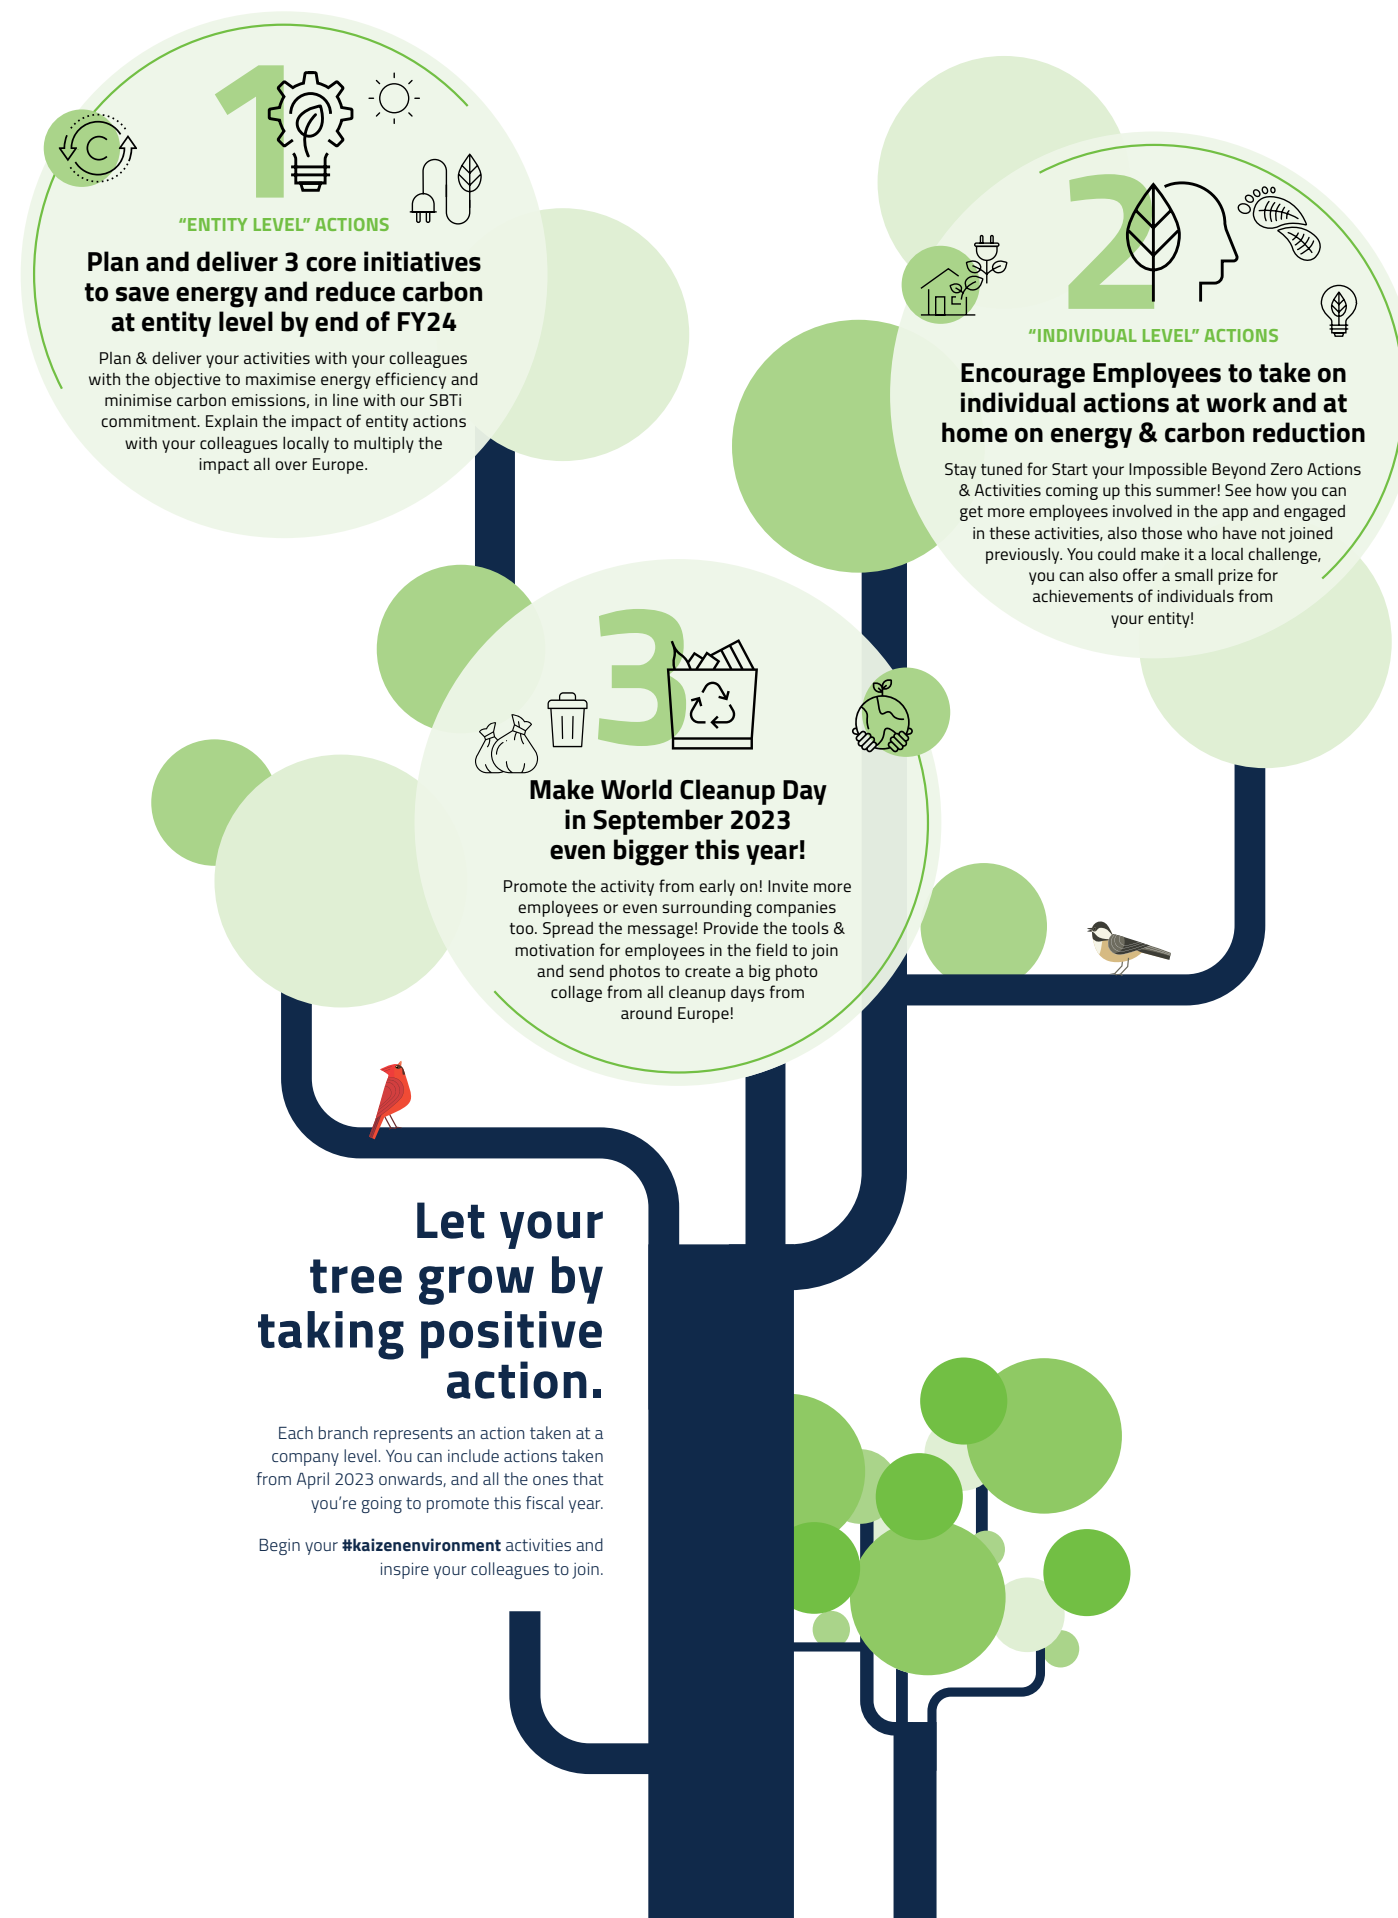 1
“ENTITY LEVEL” ACTIONS
Plan and deliver 3 core initiatives
to save energy and reduce carbon
at entity level by end of FY24
Plan & deliver your activities with your colleagues
with the objective to maximise energy efficiency and
minimise carbon emissions, in line with our SBTi
commitment. Explain the impact of entity actions
with your colleagues locally to multiply the
impact all over Europe.
C
2
“INDIVIDUAL LEVEL” ACTIONS
Encourage Employees to take on
individual actions at work and at
home on energy & carbon reduction
Stay tuned for Start your Impossible Beyond Zero Actions
& Activities coming up this summer! See how you can
get more employees involved in the app and engaged
in these activities, also those who have not joined
previously. You could make it a local challenge,
you can also offer a small prize for
achievements of individuals from
your entity!
3
Make World Cleanup Day
in September 2023
even bigger this year!
Promote the activity from early on! Invite more
employees or even surrounding companies
too. Spread the message! Provide the tools &
motivation for employees in the field to join
and send photos to create a big photo
collage from all cleanup days from
around Europe!
Let your
tree grow by
taking positive
action.
Each branch represents an action taken at a
company level. You can include actions taken
from April 2023 onwards, and all the ones that
you’re going to promote this fiscal year.
Begin your #kaizenenvironment activities and
inspire your colleagues to join.